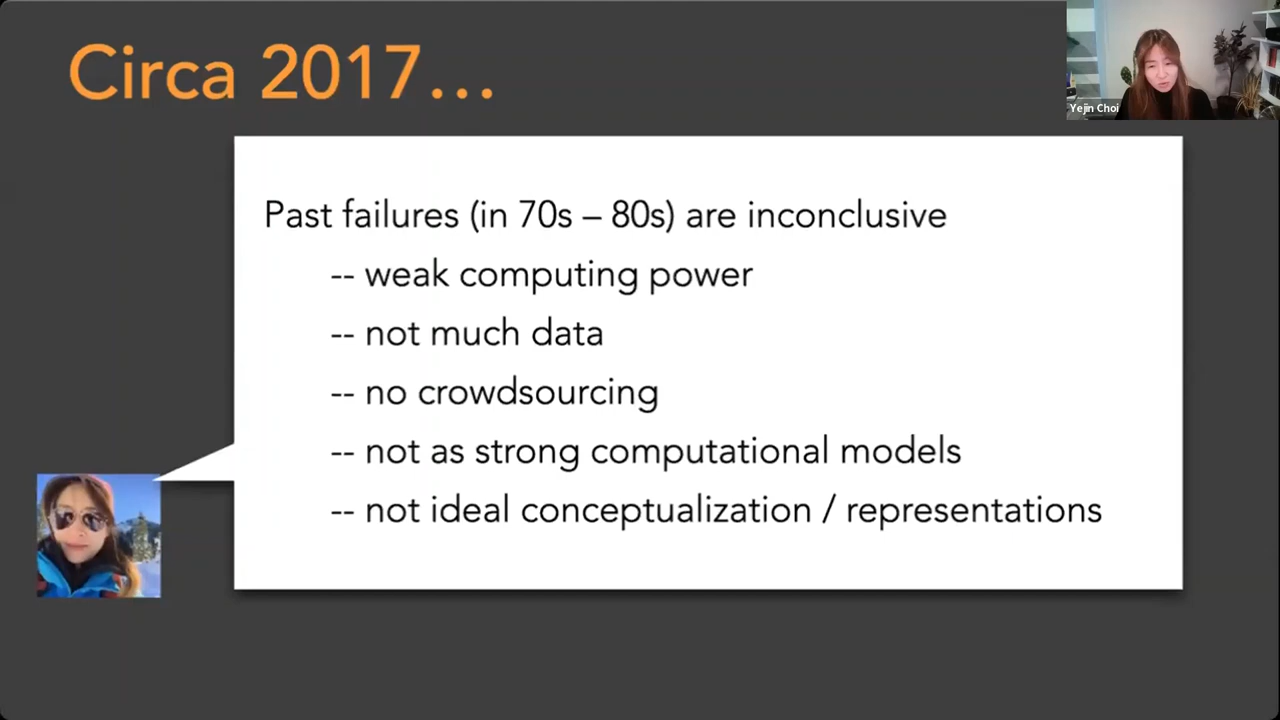 Circa 2017…
Yejin Choi
Past failures (in 70s – 80s) are inconclusive
-- weak computing power
-- not much data
-- no crowdsourcing
-- not as strong computational models
-- not ideal conceptualization / representations